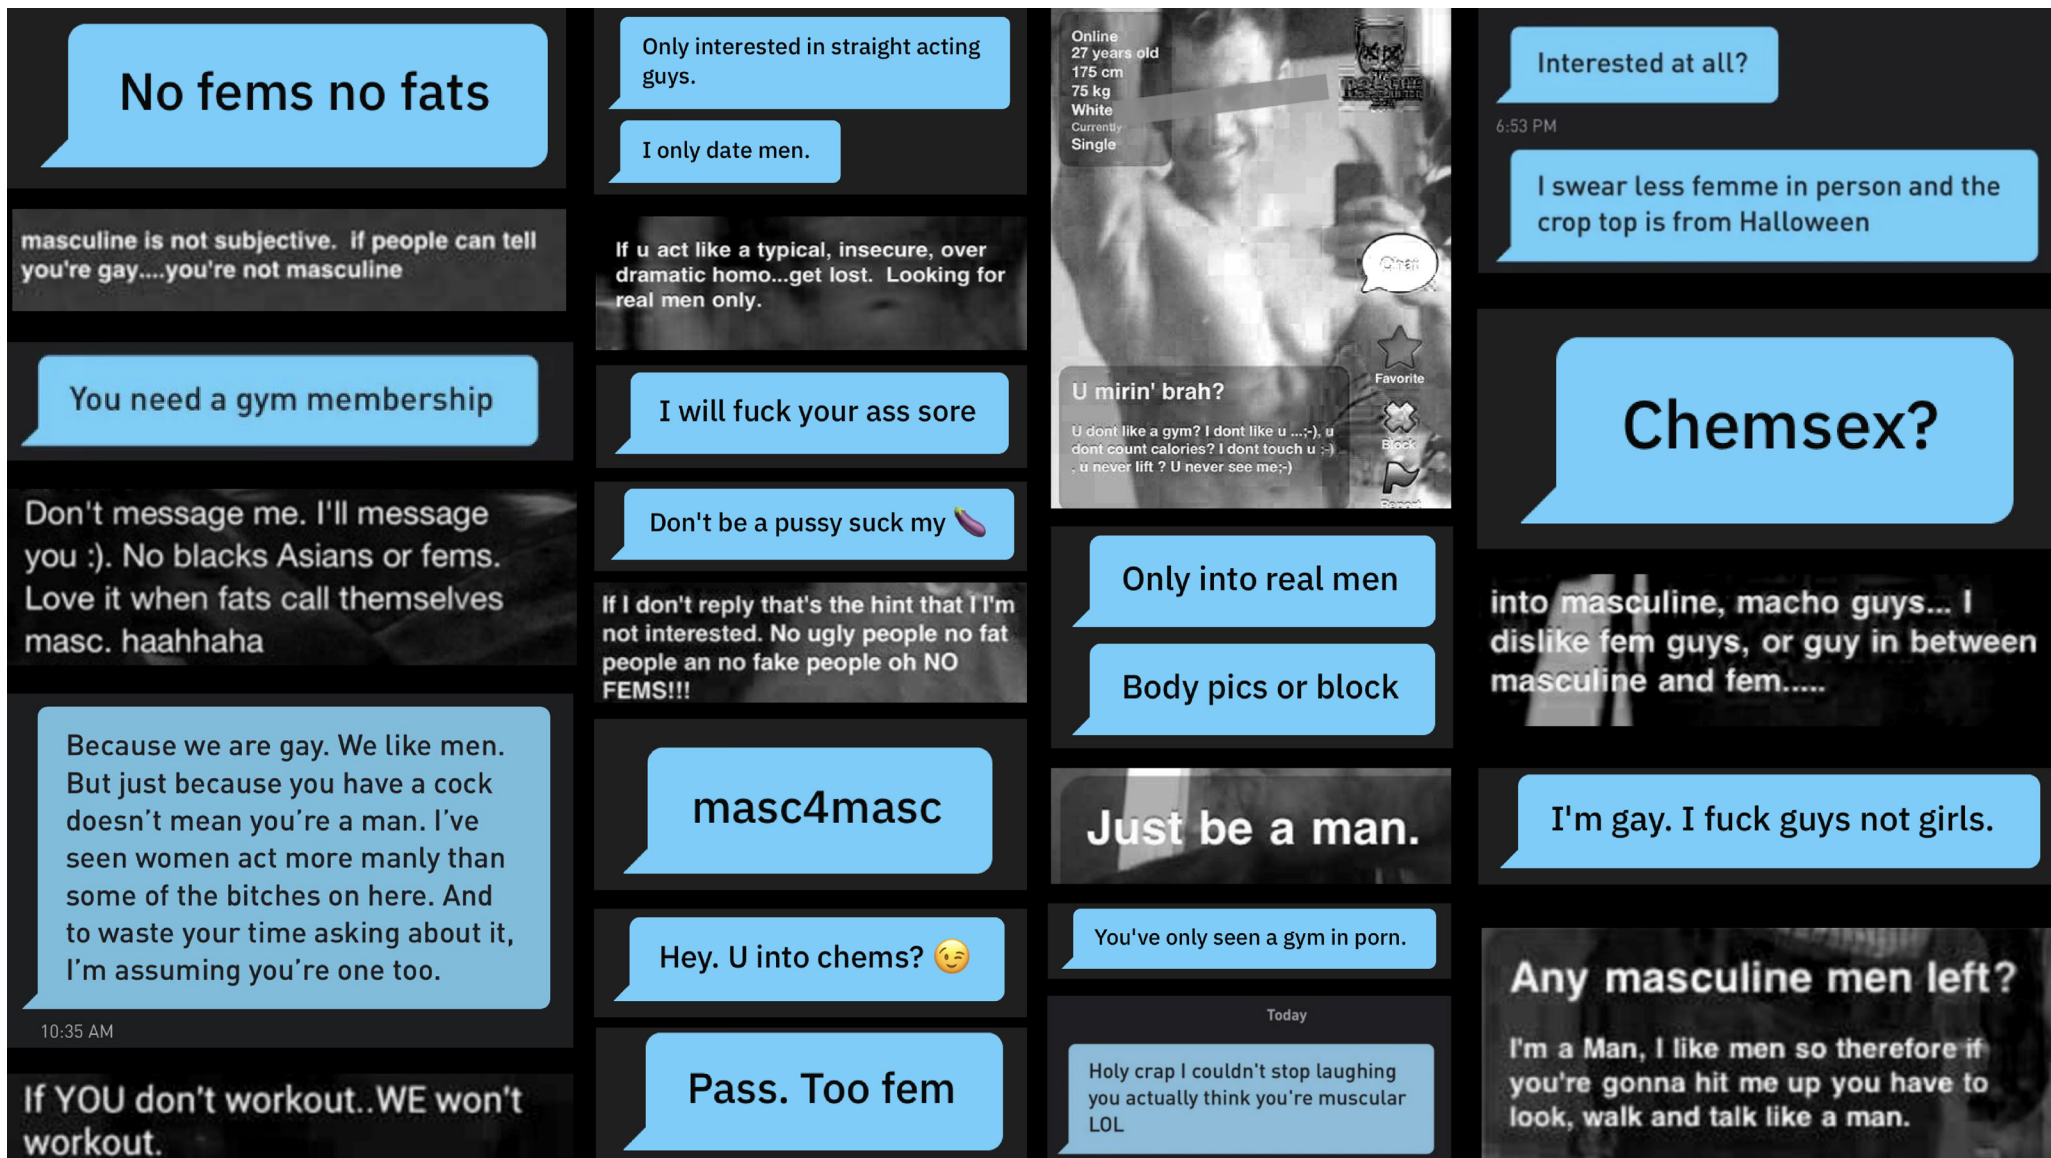 No fems no fats
masculine is not subjective.  if people can tell
you're gay....you're not masculine
You need a gym membership
Don't message me. I'll message
you :). No blacks Asians or fems.
Love it when fats call themselves
masc. haahhaha
Because we are gay. We like men.
But just because you have a cock
doesn't mean you're a man. I've
seen women act more manly than
some of the bitches on here. And
to waste your time asking about it,
I'm assuming you're one too.
10:35 AM
If YOU don't workout..WE won't
workout.
Only interested in straight acting
guys.
I only date men.
If u act like a typical, insecure, over
dramatic homo...get lost.  Looking for
real men only.
I will fuck your ass sore
Don't be a pussy suck my 🍆
If I don't reply that's the hint that I I'm
not interested. No ugly people no fat
people an no fake people oh NO
FEMS!!!
masc4masc
Hey. U into chems? 😉
Pass. Too fem
Online
27 years old
175 cm
75 kg
White
Currently
Single
Chat
Favorite
Block
Report
U mirin' brah?
U dont like a gym? I dont like u ...;-), u
dont count calories? I dont touch u ;-)
, u never lift ? U never see me;-)
Only into real men
Body pics or block
Just be a man.
You've only seen a gym in porn.
Today
Holy crap I couldn't stop laughing
you actually think you're muscular
LOL
Interested at all?
6:53 PM
I swear less femme in person and the
crop top is from Halloween
Chemsex?
into masculine, macho guys... I
dislike fem guys, or guy in between
masculine and fem.....
I'm gay. I fuck guys not girls.
Any masculine men left?
I'm a Man, I like men so therefore if
you're gonna hit me up you have to
look, walk and talk like a man.